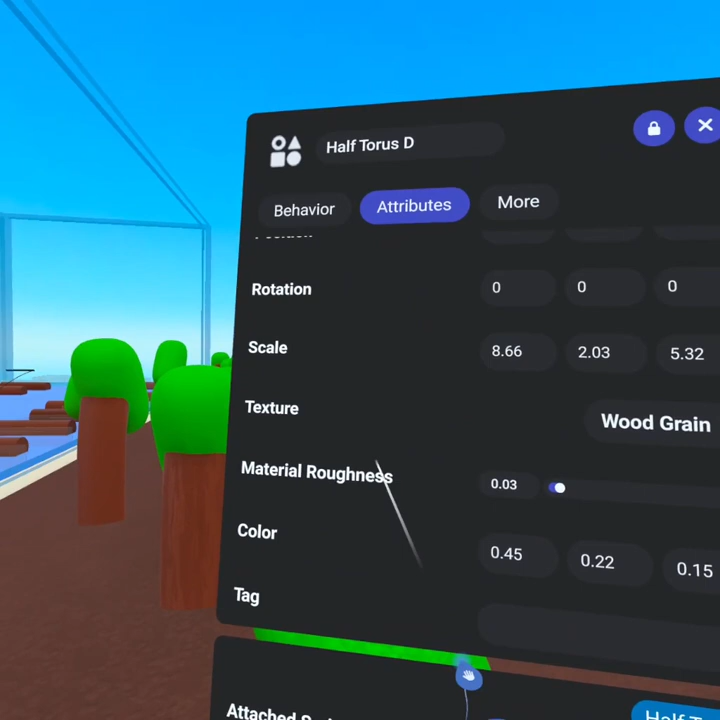 Half Torus D
Behavior Attributes More
Rotation 0 0 0
Scale 8.66 2.03 5.32
Texture Wood Grain
Material Roughness 0.03
Color 0.45 0.22 0.15
Tag
Attached